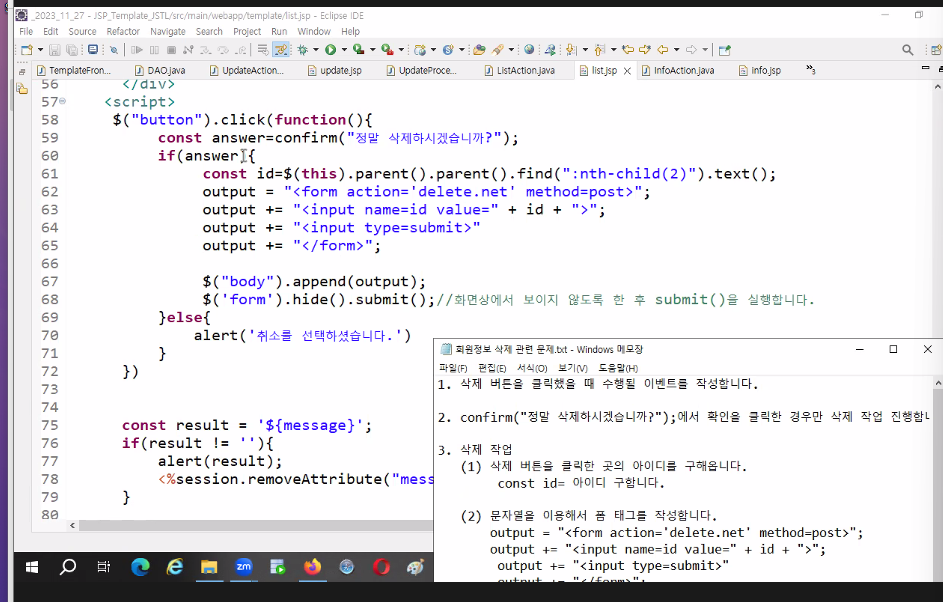 _2023_11_27 - JSP_Template_JSTL/src/main/webapp/template/list.jsp - Eclipse IDE
File Edit Source Refactor Navigate Search Project Run Window Help
TemplateFron... DAO.java UpdateAction... update.jsp UpdateProce... ListAction.java list.jsp InfoAction.java info.jsp »3
56 </div>
57 <script>
58 $("button").click(function(){
59 const answer=confirm("정말 삭제하시겠습니까?");
60 if(answer){
61 const id=$(this).parent().parent().find(":nth-child(2)").text();
62 output = "<form action='delete.net' method=post>";
63 output += "<input name=id value=" + id + ">";
64 output += "<input type=submit>"
65 output += "</form>";
66
67 $("body").append(output);
68 $('form').hide().submit();//화면상에서 보이지 않도록 한 후 submit()을 실행합니다.
69 }else{
70 alert('취소를 선택하셨습니다.')
71 }
72 })
73
74
75 const result = '${message}';
76 if(result != ''){
77 alert(result);
78 <%session.removeAttribute("mess
79 }
80
회원정보 삭제 관련 문제.txt - Windows 메모장
파일(F) 편집(E) 서식(O) 보기(V) 도움말(H)
1. 삭제 버튼을 클릭했을 때 수행될 이벤트를 작성합니다.
2. confirm("정말 삭제하시겠습니까?");에서 확인을 클릭한 경우만 삭제 작업 진행합니
3. 삭제 작업
(1) 삭제 버튼을 클릭한 곳의 아이디를 구해옵니다.
const id= 아이디 구합니다.
(2) 문자열을 이용해서 폼 태그를 작성합니다.
output = "<form action='delete.net' method=post>";
output += "<input name=id value=" + id + ">";
output += "<input type=submit>"
output += "</form>";
zm